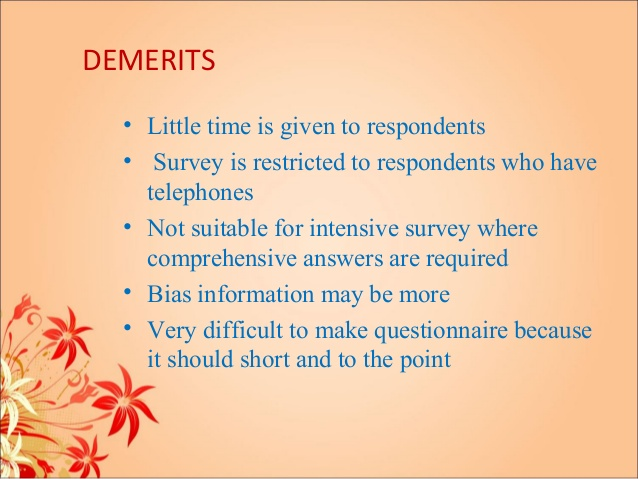 DEMERITS
• Little time is given to respondents
• Survey is restricted to respondents who have
telephones
• Not suitable for intensive survey where
comprehensive answers are required
• Bias information may be more
• Very difficult to make questionnaire because
it should short and to the point